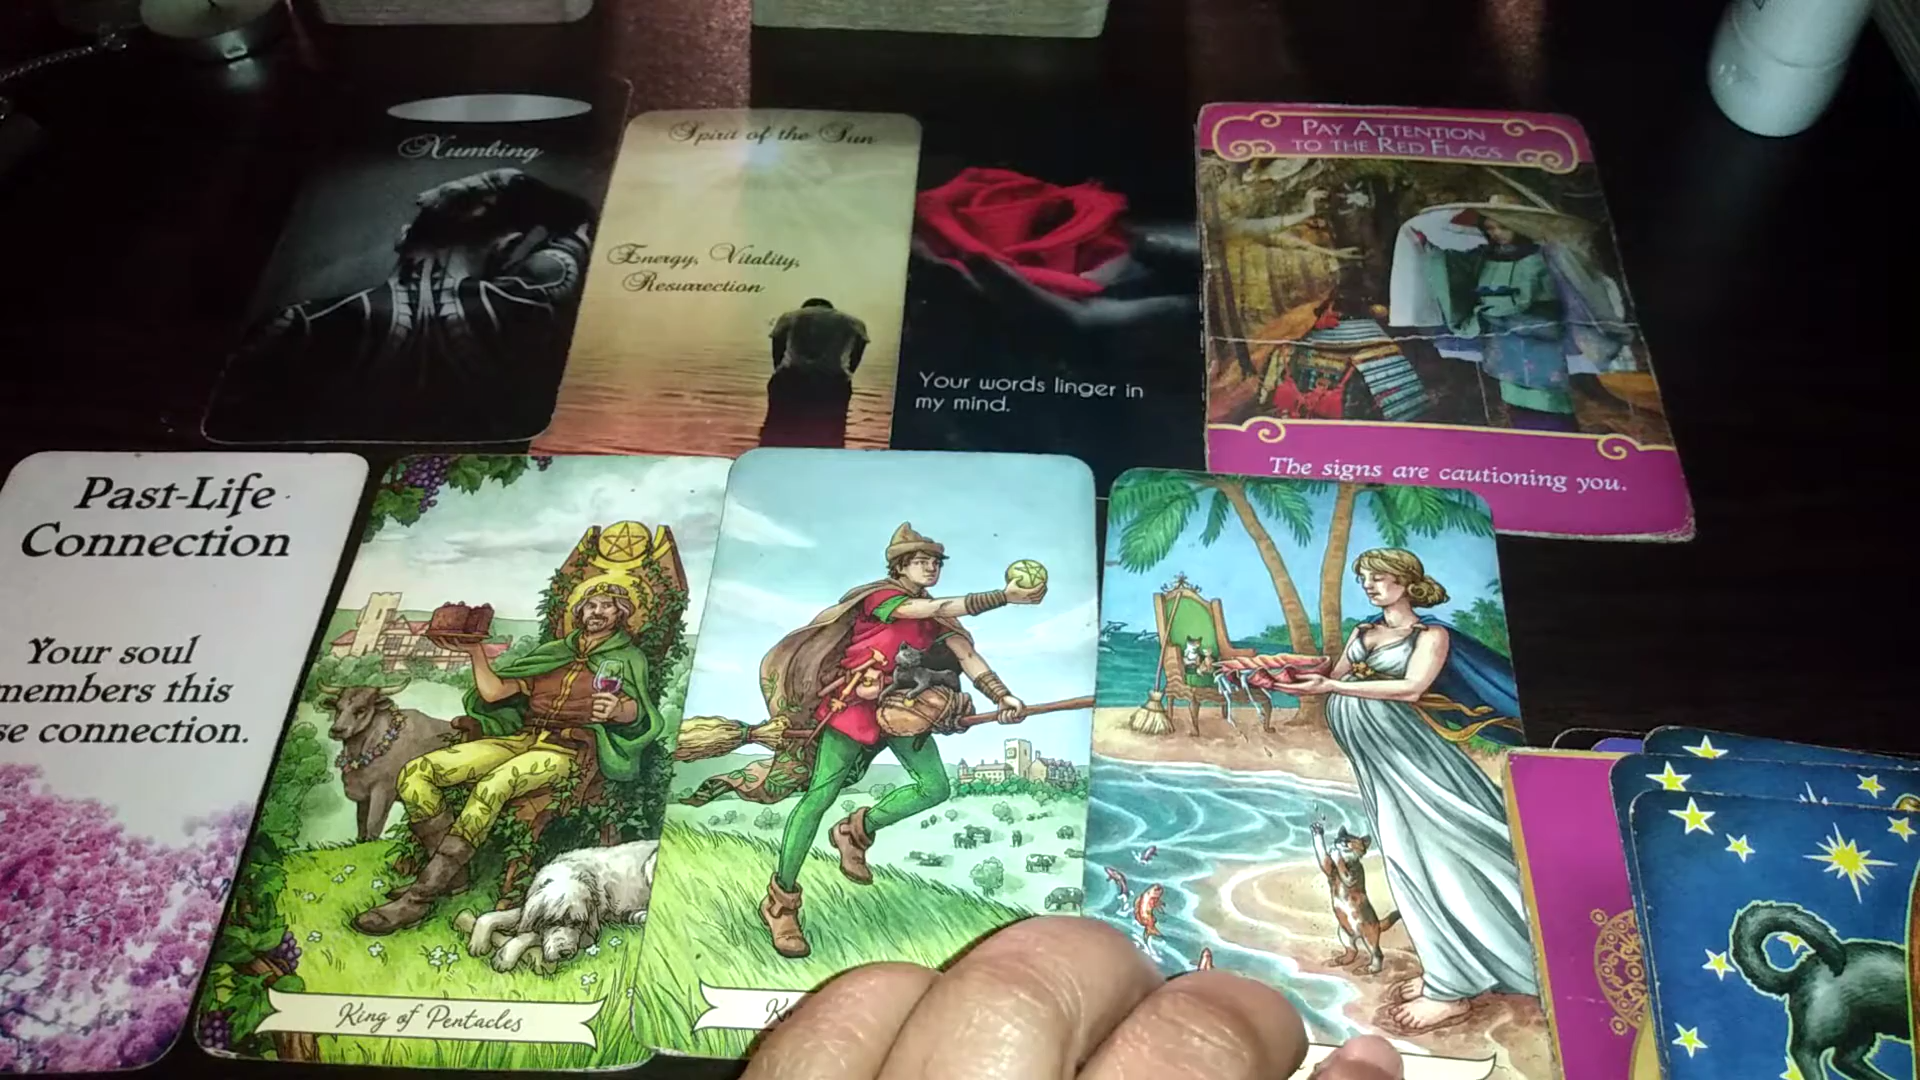 Numbing
Spirit of the Sun
Energy, Vitality,
Resurrection
Your words linger in
my mind.
PAY ATTENTION
TO THE RED FLAGS
The signs are cautioning you.
Past-Life
Connection
Your soul
members this
se connection.
King of Pentacles
K